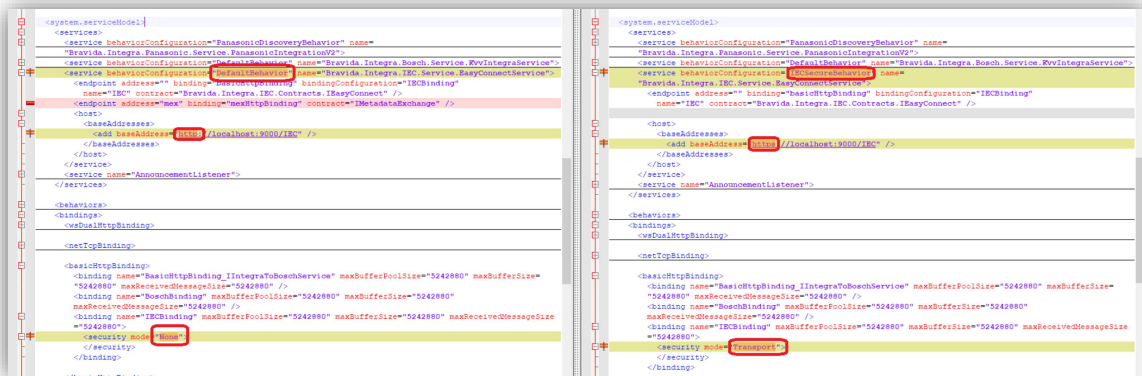 <system.serviceModel>
<services>
<service behaviorConfiguration="PanasonicDiscoveryBehavior" name=
"Bravida.Integra.Panasonic.Service.PanasonicIntegrationV2">
<service behaviorConfiguration="DefaultBehavior" name="Bravida.Integra.Bosch.Service.KvvIntegraService">
<service behaviorConfiguration="DefaultBehavior" name="Bravida.Integra.IEC.Service.EasyConnectService">
<endpoint address="" binding="basicHttpBinding" bindingConfiguration="IECBinding"
name="IEC" contract="Bravida.Integra.IEC.Contracts.IEasyConnect" />
<endpoint address="mex" binding="mexHttpBinding" contract="IMetadataExchange" />
<host>
<baseAddresses>
<add baseAddress="http://localhost:9000/IEC" />
</baseAddresses>
</host>
</service>
<service name="AnnouncementListener">
</services>
<behaviors>
<bindings>
<wsDualHttpBinding>
<netTcpBinding>
<basicHttpBinding>
<binding name="BasicHttpBinding_IIntegraToBoschService" maxBufferPoolSize="5242880" maxBufferSize=
"5242880" maxReceivedMessageSize="5242880" />
<binding name="BoschBinding" maxBufferPoolSize="5242880" maxBufferSize="5242880"
maxReceivedMessageSize="5242880" />
<binding name="IECBinding" maxBufferPoolSize="5242880" maxBufferSize="5242880" maxReceivedMessageSize
="5242880">
<security mode="None">
</security>
</binding>
<system.serviceModel>
<services>
<service behaviorConfiguration="PanasonicDiscoveryBehavior" name=
"Bravida.Integra.Panasonic.Service.PanasonicIntegrationV2">
<service behaviorConfiguration="DefaultBehavior" name="Bravida.Integra.Bosch.Service.KvvIntegraService">
<service behaviorConfiguration="IECSecureBehavior" name=
"Bravida.Integra.IEC.Service.EasyConnectService">
<endpoint address="" binding="basicHttpBinding" bindingConfiguration="IECBinding"
name="IEC" contract="Bravida.Integra.IEC.Contracts.IEasyConnect" />
<host>
<baseAddresses>
<add baseAddress="https://localhost:9000/IEC" />
</baseAddresses>
</host>
</service>
<service name="AnnouncementListener">
</services>
<behaviors>
<bindings>
<wsDualHttpBinding>
<netTcpBinding>
<basicHttpBinding>
<binding name="BasicHttpBinding_IIntegraToBoschService" maxBufferPoolSize="5242880" maxBufferSize=
"5242880" maxReceivedMessageSize="5242880" />
<binding name="BoschBinding" maxBufferPoolSize="5242880" maxBufferSize="5242880"
maxReceivedMessageSize="5242880" />
<binding name="IECBinding" maxBufferPoolSize="5242880" maxBufferSize="5242880" maxReceivedMessageSize
="5242880">
<security mode="Transport">
</security>
</binding>